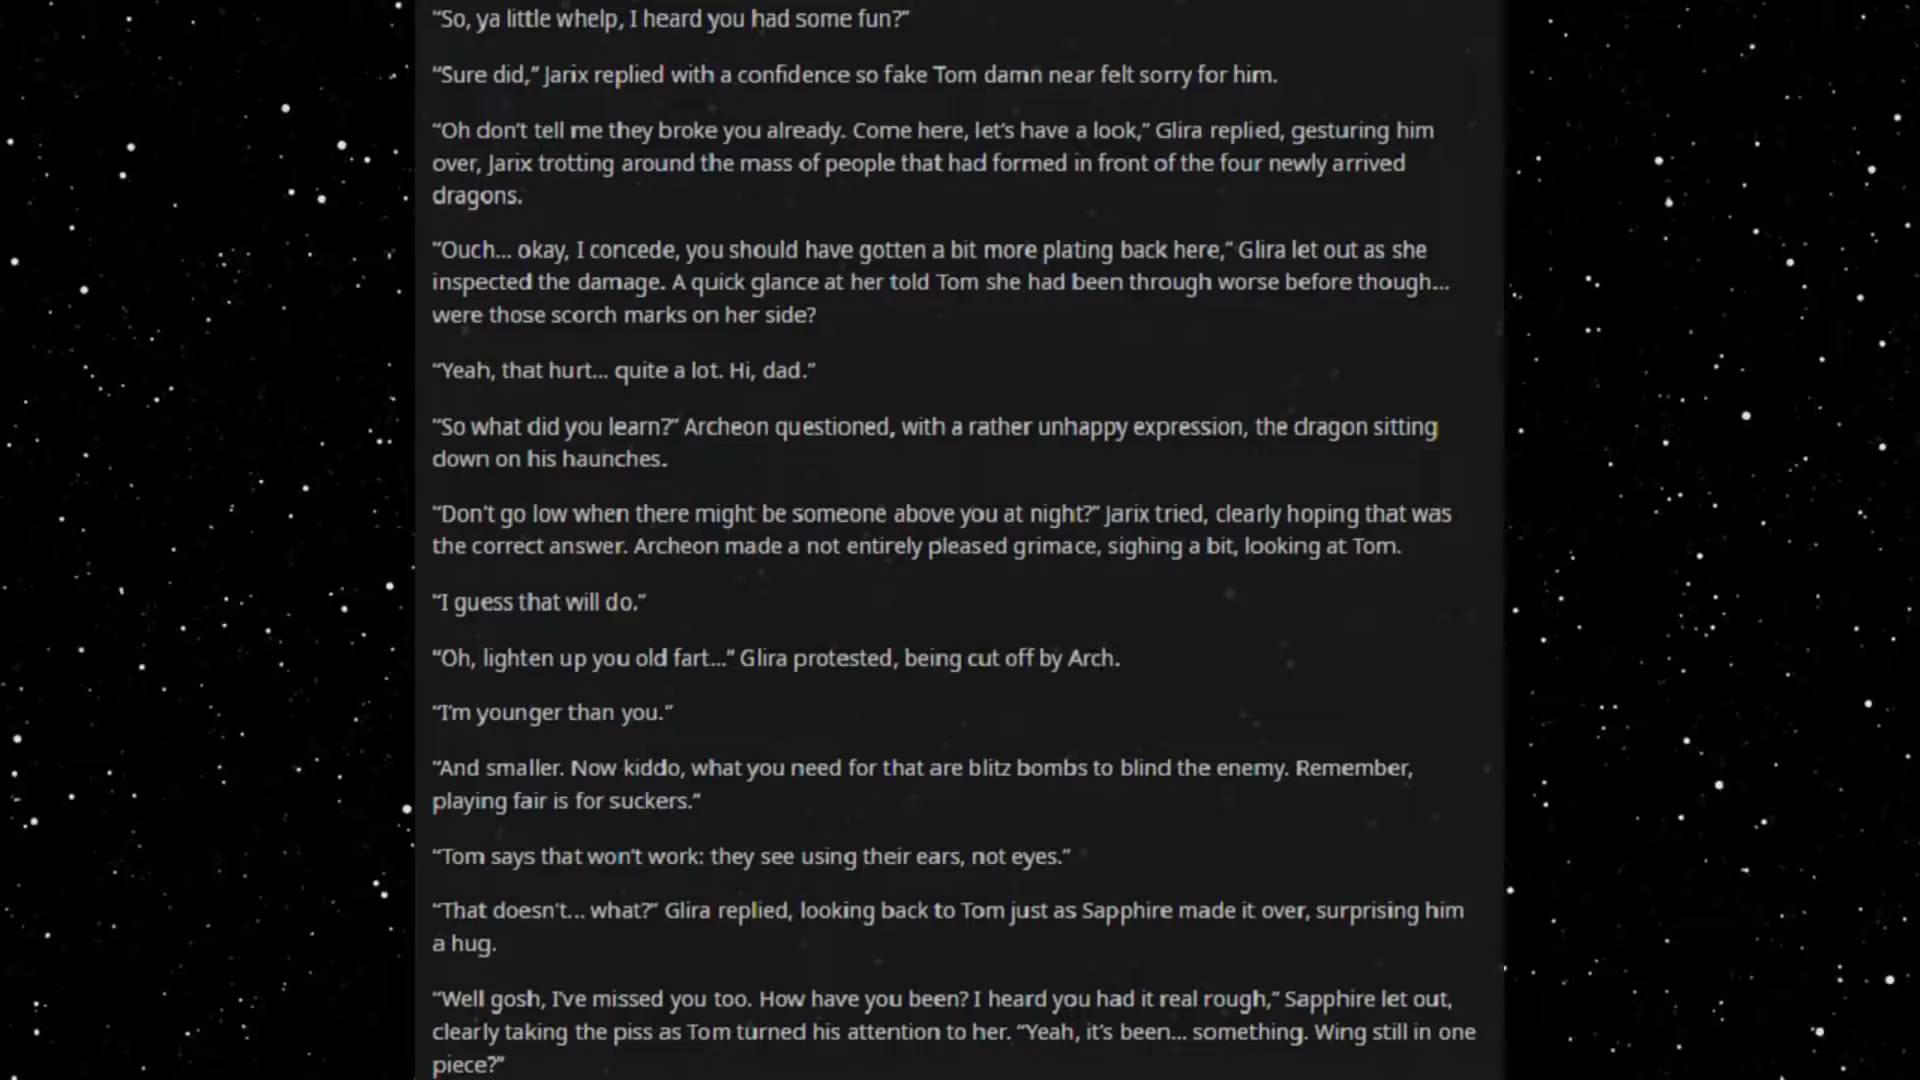 “So, ya little whelp, I heard you had some fun?”
“Sure did,” Jarix replied with a confidence so fake Tom damn near felt sorry for him.
“Oh don’t tell me they broke you already. Come here, let’s have a look,” Glira replied, gesturing him
over, Jarix trotting around the mass of people that had formed in front of the four newly arrived
dragons.
“Ouch… okay, I concede, you should have gotten a bit more plating back here,” Glira let out as she
inspected the damage. A quick glance at her told Tom she had been through worse before though…
were those scorch marks on her side?
“Yeah, that hurt… quite a lot. Hi, dad.”
“So what did you learn?” Archeon questioned, with a rather unhappy expression, the dragon sitting
down on his haunches.
“Don’t go low when there might be someone above you at night?” Jarix tried, clearly hoping that was
the correct answer. Archeon made a not entirely pleased grimace, sighing a bit, looking at Tom.
“I guess that will do.”
“Oh, lighten up you old fart…” Glira protested, being cut off by Arch.
“I’m younger than you.”
“And smaller. Now kiddo, what you need for that are blitz bombs to blind the enemy. Remember,
playing fair is for suckers.”
“Tom says that won’t work: they see using their ears, not eyes.”
“That doesn’t… what?” Glira replied, looking back to Tom just as Sapphire made it over, surprising him
a hug.
“Well gosh, I’ve missed you too. How have you been? I heard you had it real rough,” Sapphire let out,
clearly taking the piss as Tom turned his attention to her. “Yeah, it’s been… something. Wing still in one
piece?”